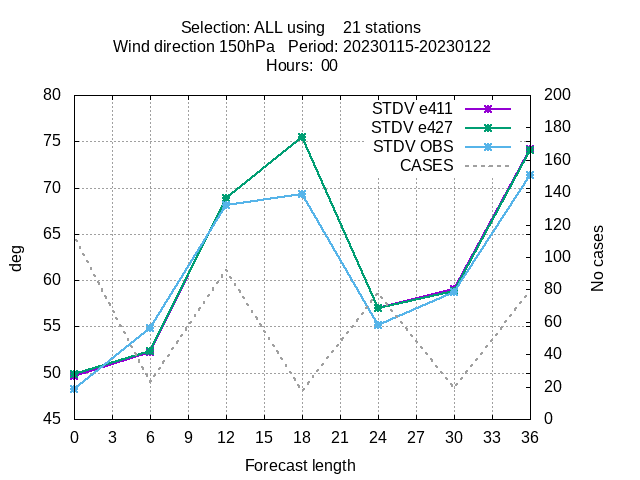 Selection: ALL using    21 stations
Wind direction 150hPa   Period: 20230115-20230122
Hours:  00
80
75
70
65
60
55
50
45
deg
200
180
160
140
120
100
80
60
40
20
0
No cases
STDV e411
STDV e427
STDV OBS
CASES
0 3 6 9 12 15 18 21 24 27 30 33 36
Forecast length